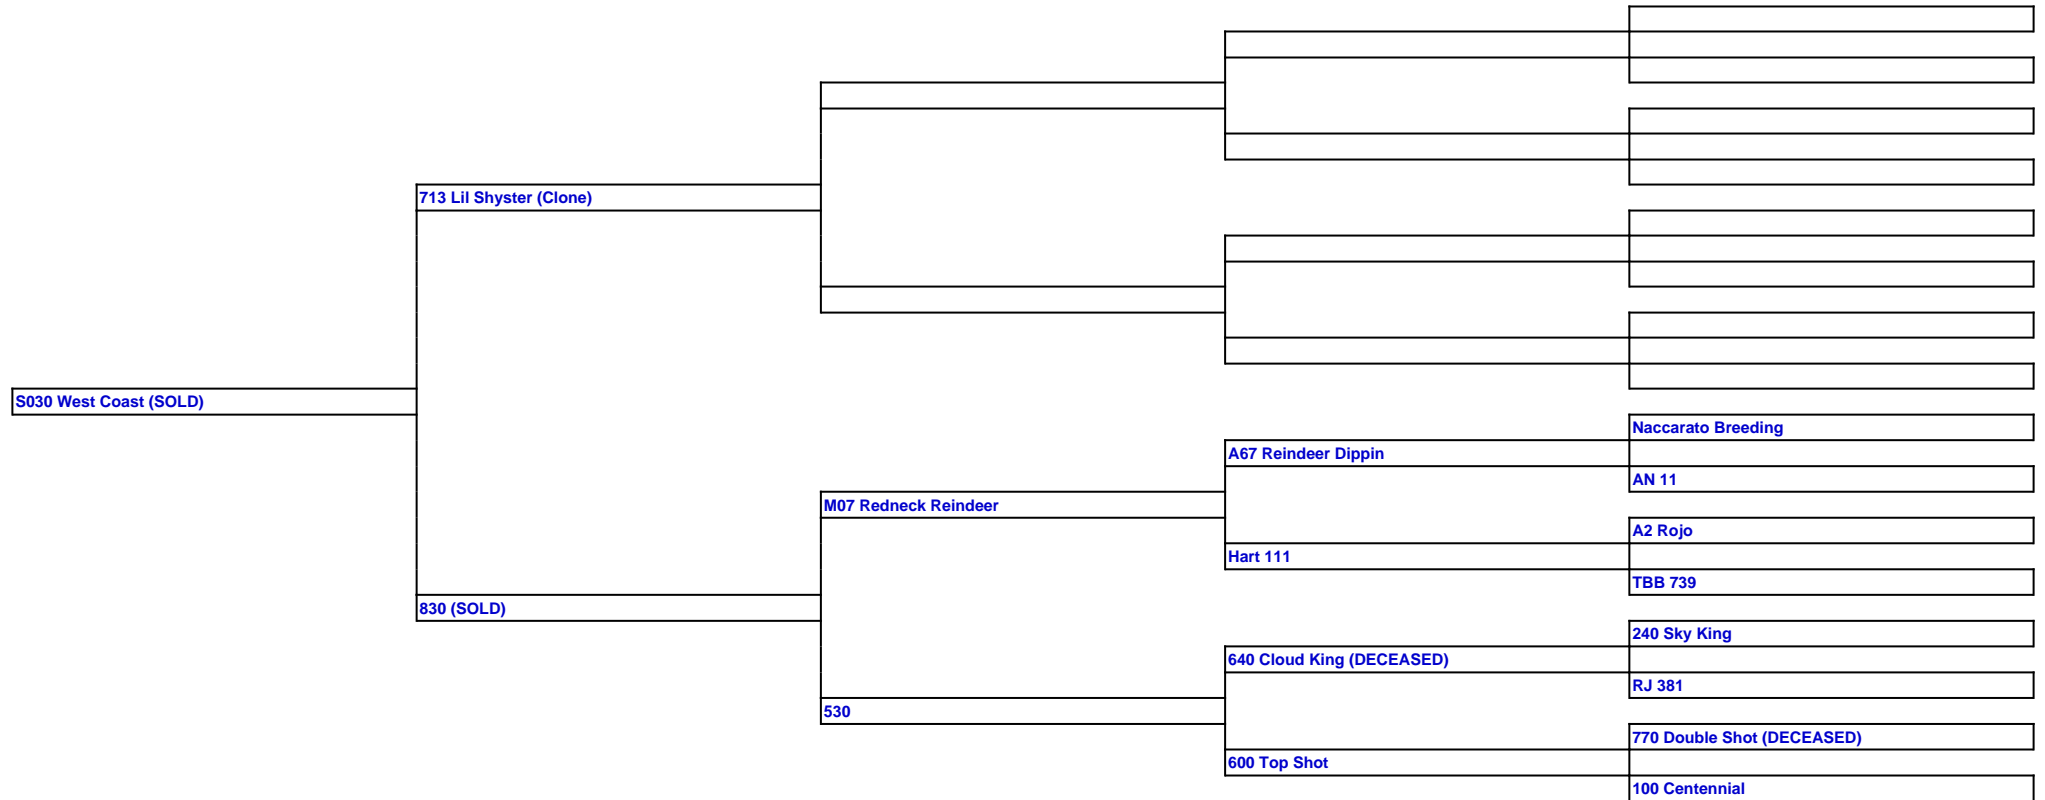 713 Lil Shyster (Clone)
S030 West Coast (SOLD)
Naccarato Breeding
A67 Reindeer Dippin
AN 11
M07 Redneck Reindeer
A2 Rojo
Hart 111
TBB 739
830 (SOLD)
240 Sky King
640 Cloud King (DECEASED)
RJ 381
530
770 Double Shot (DECEASED)
600 Top Shot
100 Centennial